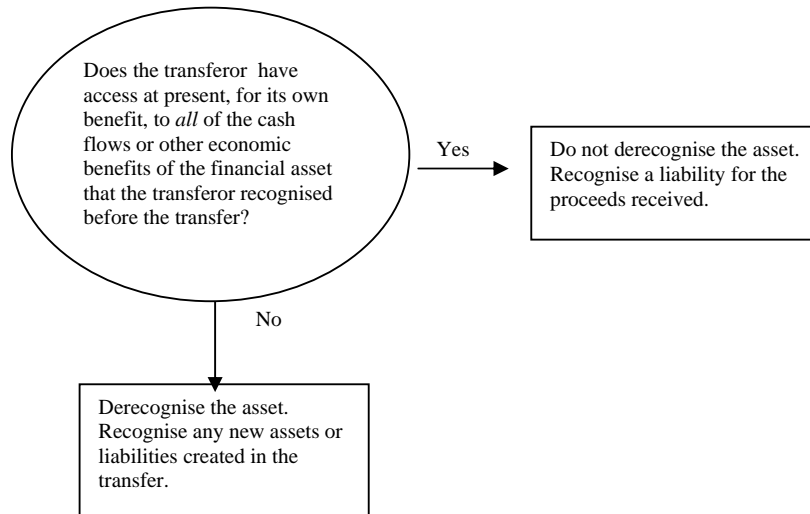 Does the transferor have
access at present, for its own
benefit, to all of the cash
flows or other economic
benefits of the financial asset
that the transferor recognised
before the transfer?
Yes
Do not derecognise the asset.
Recognise a liability for the
proceeds received.
No
Derecognise the asset.
Recognise any new assets or
liabilities created in the
transfer.